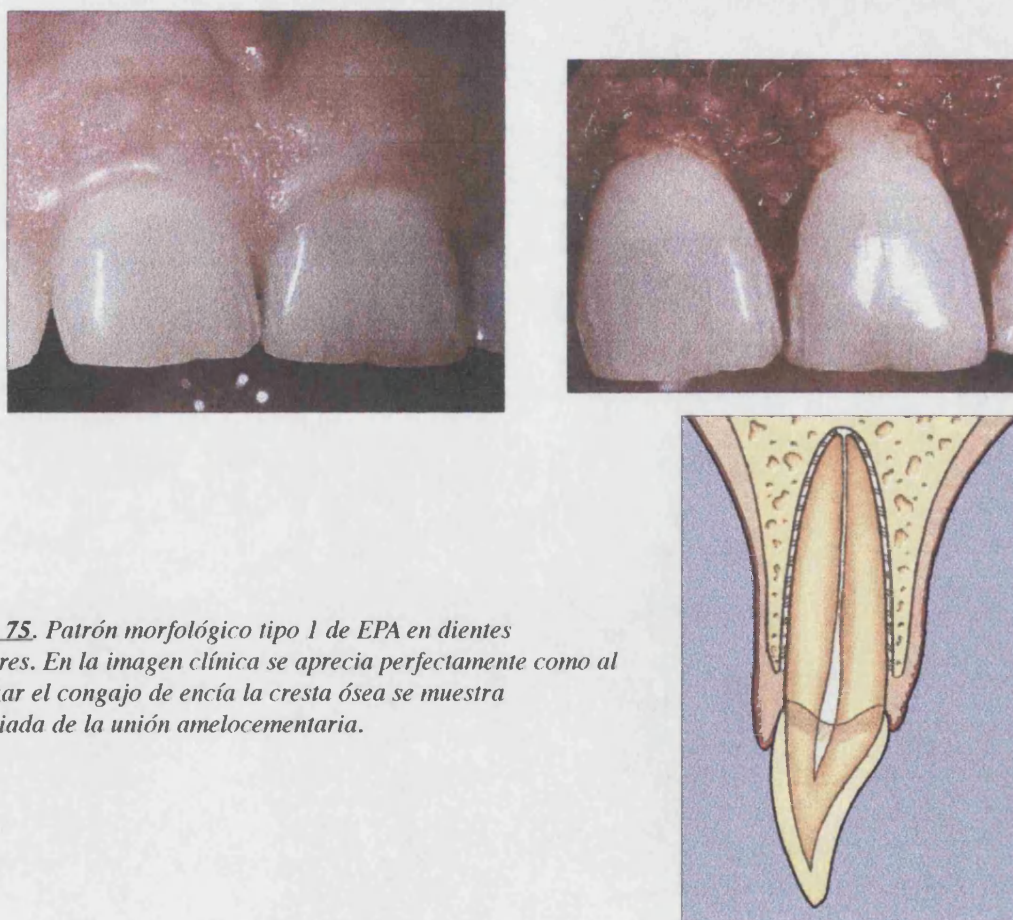 75. Patrón morfológico tipo 1 de EPA en dientes
res. En la imagen clínica se aprecia perfectamente como al
ar el congajo de encía la cresta ósea se muestra
iada de la unión amelocementaria.